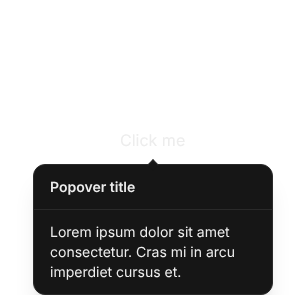 Click me
Popover title
Lorem ipsum dolor sit amet
consectetur. Cras mi in arcu
imperdiet cursus et.